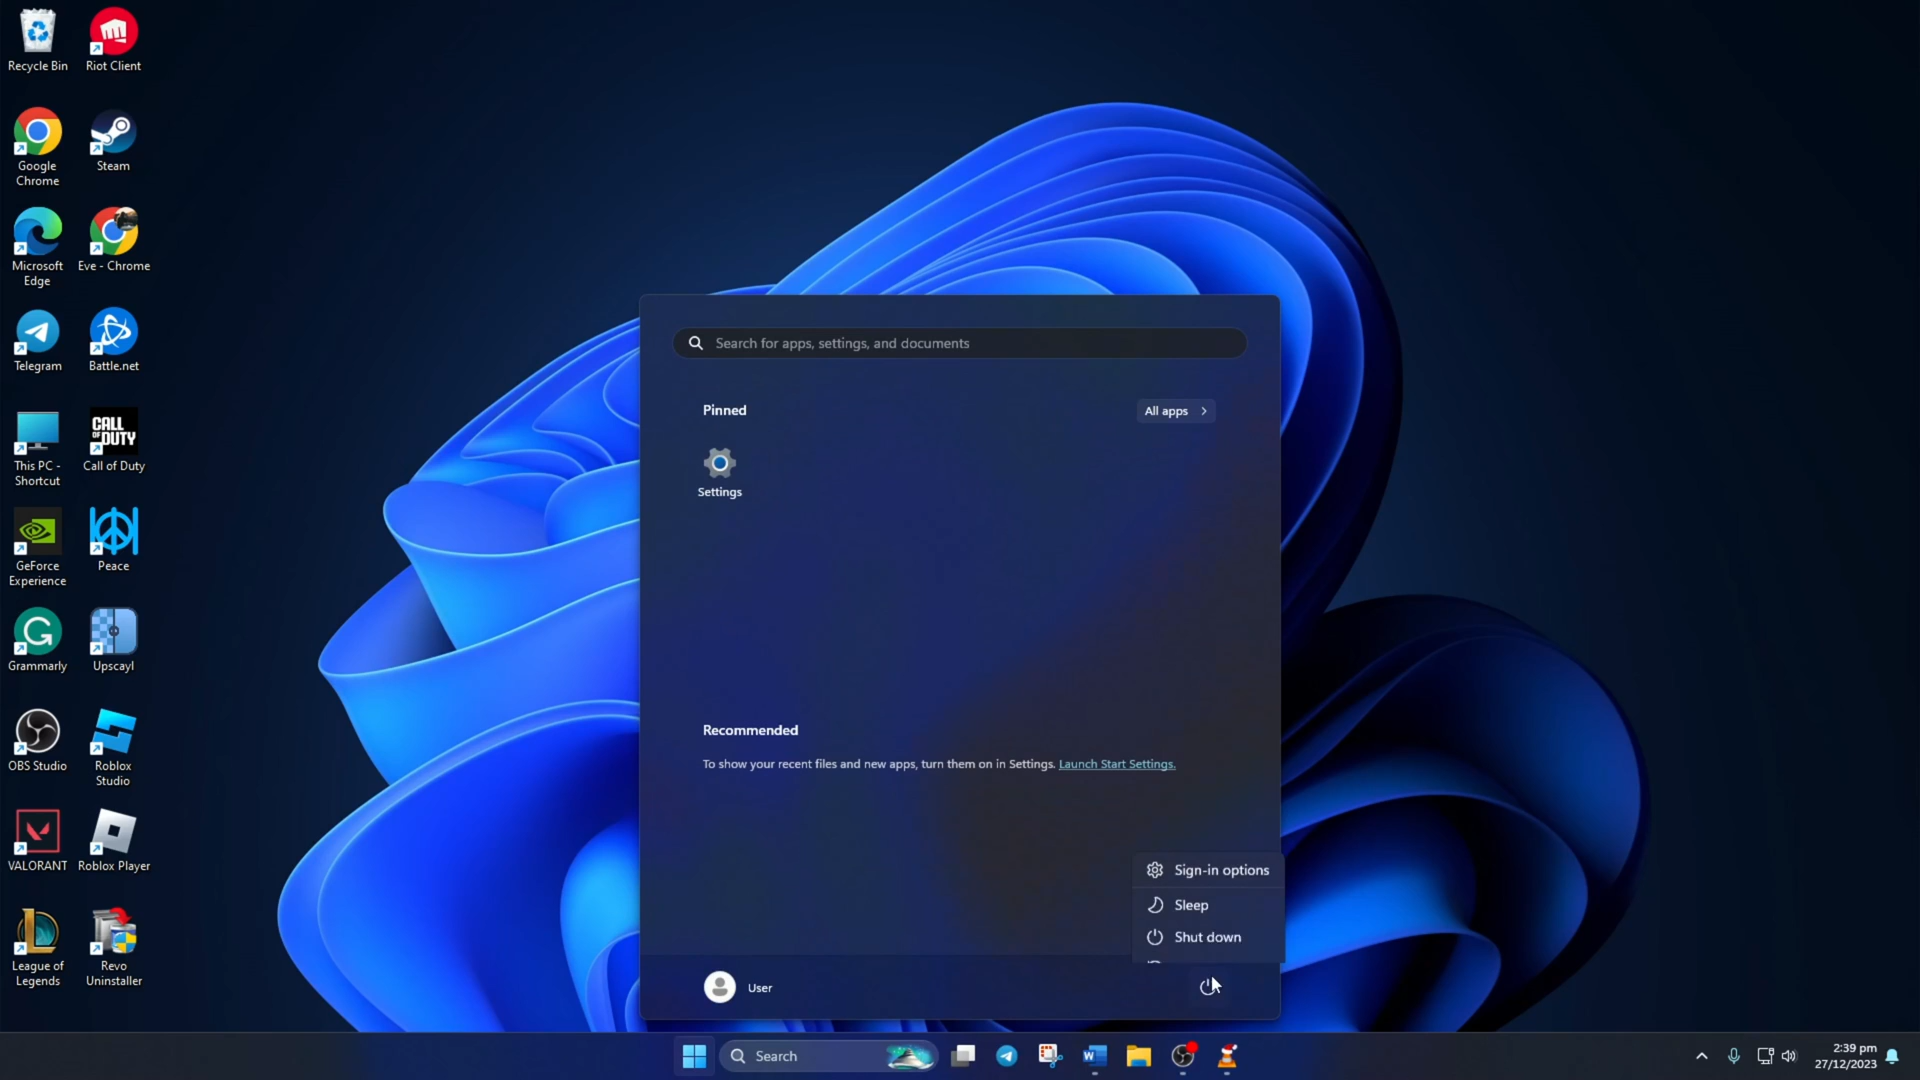 Recycle Bin
Riot Client
Google
Chrome
Steam
Microsoft
Edge
Eve - Chrome
Telegram
Battle.net
This PC -
Shortcut
CALL
OF DUTY
Call of Duty
GeForce
Experience
Peace
Grammarly
Upscayl
OBS Studio
Roblox
Studio
VALORANT
Roblox Player
League of
Legends
Revo
Uninstaller
Search for apps, settings, and documents
Pinned
All apps
Settings
Recommended
To show your recent files and new apps, turn them on in Settings. Launch Start Settings.
Sign-in options
Sleep
Shut down
User
Search
2:39 pm
27/12/2023